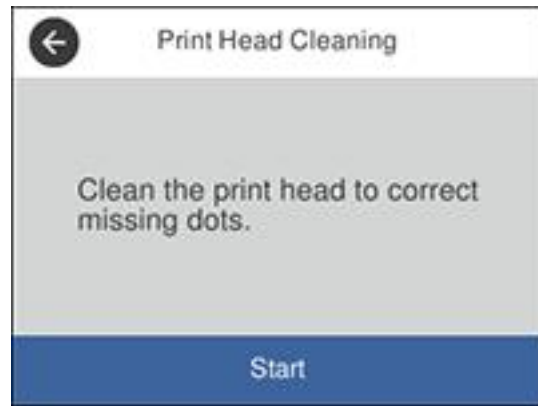 Print Head Cleaning
Clean the print head to correct
missing dots.
Start